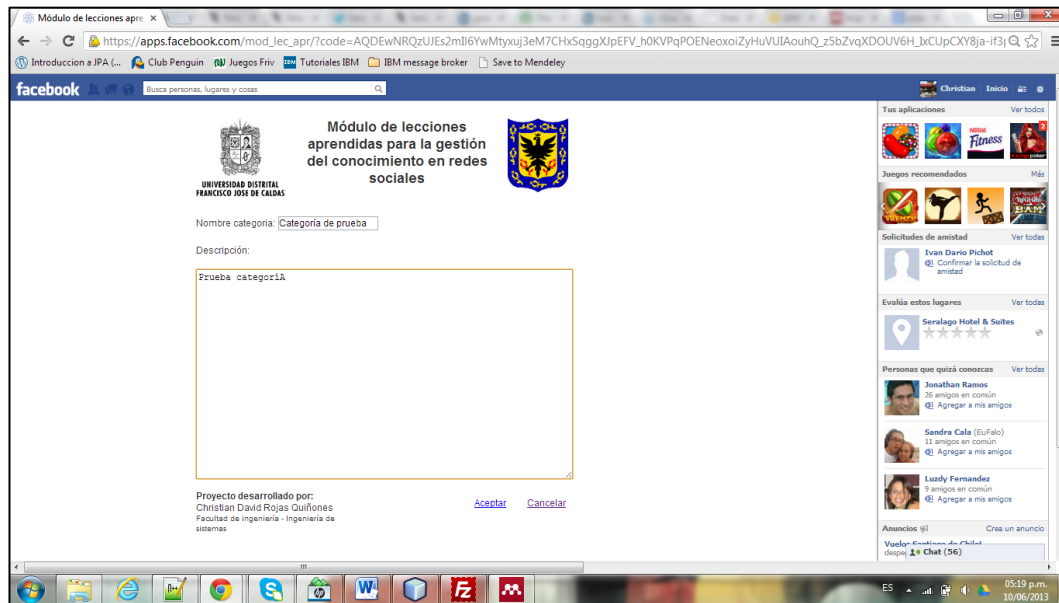 Módulo de lecciones apre
https://apps.facebook.com/mod_lec_apr/?code=
Introduccion a JPA (...
Club Penguin
Juegos Friv
Tutoriales IBM
IBM message broker
Save to Mendeley
facebook
Busca personas, lugares y cosas
Christian
Inicio
UNIVERSIDAD DISTRITAL
FRANCISCO JOSE DE CALDAS
Módulo de lecciones
aprendidas para la gestión
del conocimiento en redes
sociales
Nombre categoria: Categoría de prueba
Descripción:
Prueba categoríA
Proyecto desarrollado por:
Christian David Rojas Quiñones
Facultad de ingeniería - Ingeniería de
sistemas
Aceptar
Cancelar
Tus aplicaciones
Ver todos
Fitness
2
Juegos recomendados
Más
Solicitudes de amistad
Ver todas
Ivan Dario Pichot
Confirmar la solicitud de
amistad
Evalúa estos lugares
Ver todas
Seralago Hotel & Suites
Personas que quizá conozcas
Ver todas
Jonathan Ramos
26 amigos en común
Agregar a mis amigos
Sandra Cala (EuFalo)
11 amigos en común
Agregar a mis amigos
Luzdy Fernandez
9 amigos en común
Agregar a mis amigos
Anuncios
Crea un anuncio
Chat (56)
ES
05:19 p.m.
10/06/2013